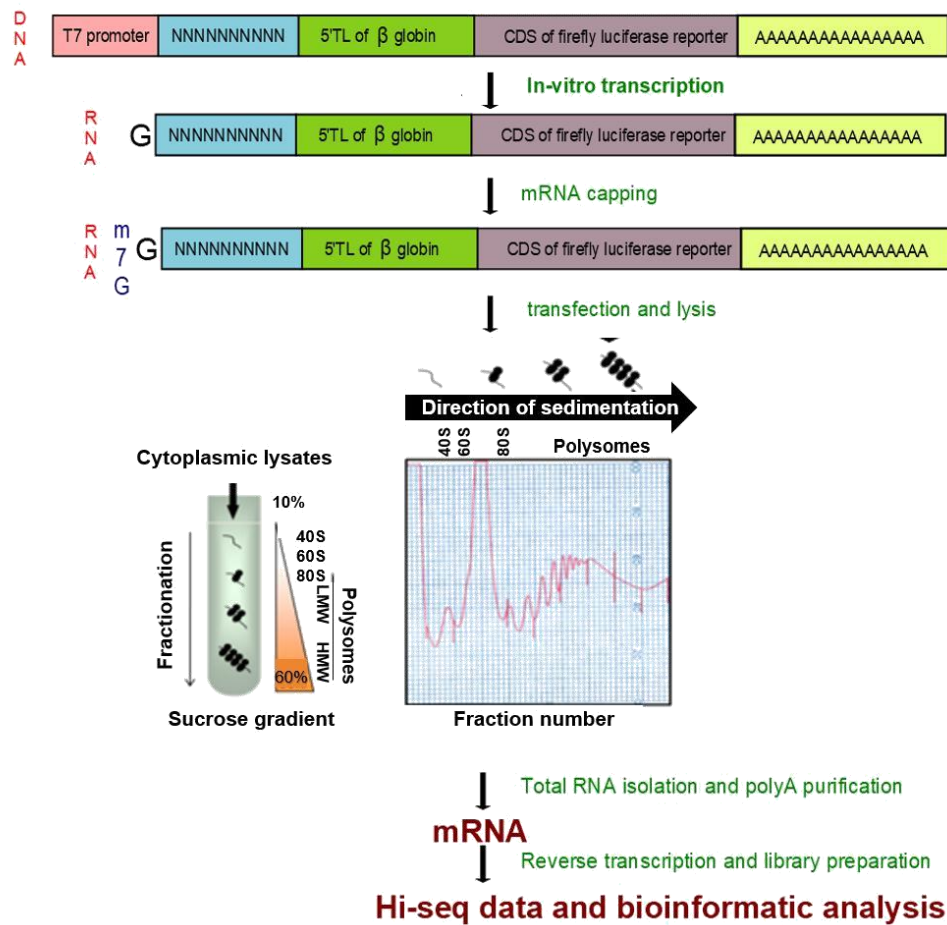 DNA
T7 promoter NNNNNNNNNN 5'TL of β globin CDS of firefly luciferase reporter AAAAAAAAAAAAAAAA
In-vitro transcription
RNA
G NNNNNNNNNN 5'TL of β globin CDS of firefly luciferase reporter AAAAAAAAAAAAAAAA
mRNA capping
RNA
m7G G NNNNNNNNNN 5'TL of β globin CDS of firefly luciferase reporter AAAAAAAAAAAAAAAA
transfection and lysis
Direction of sedimentation
40S 60S 80S Polysomes
Cytoplasmic lysates
10%
40S
60S
80S
LMW
HMW
Polysomes
60%
Fractionation
Sucrose gradient
Fraction number
Total RNA isolation and polyA purification
mRNA
Reverse transcription and library preparation
Hi-seq data and bioinformatic analysis